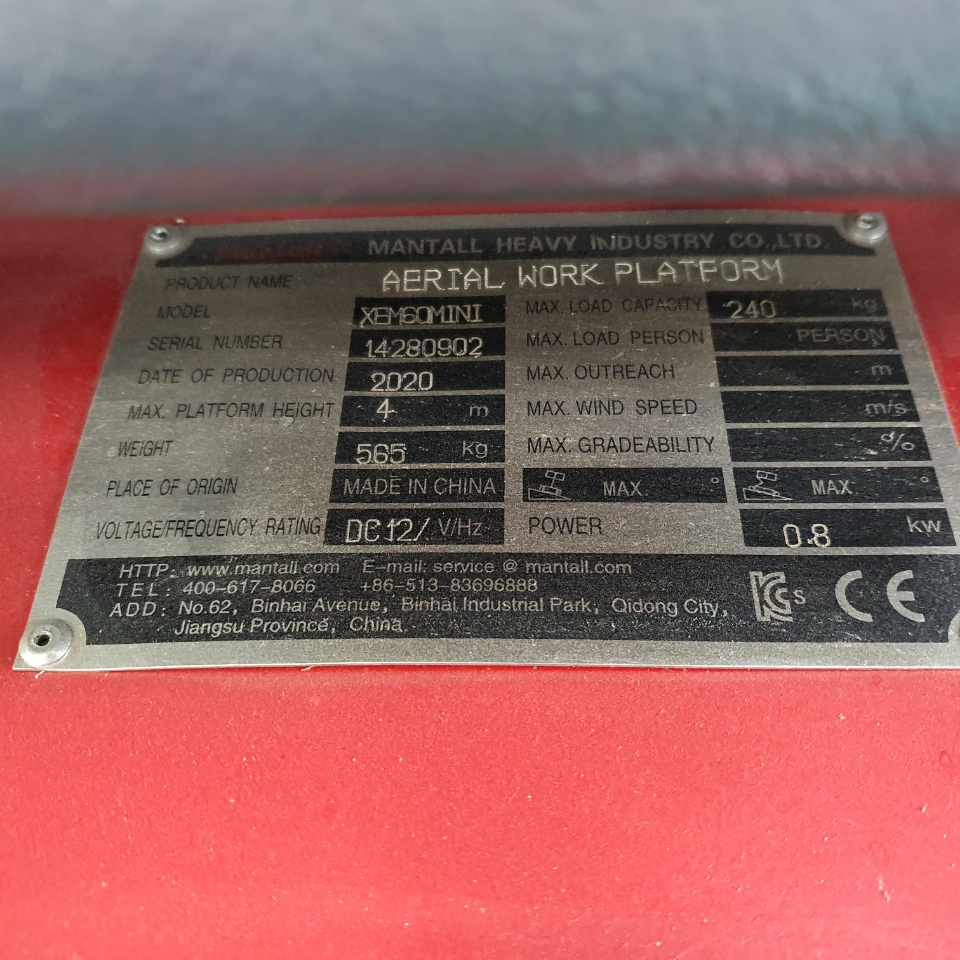 mantall MANTALL HEAVY INDUSTRY CO.,LTD.
PRODUCT NAME AERIAL WORK PLATFORM
MODEL XEM60MINI MAX. LOAD CAPACITY 240 kg
SERIAL NUMBER 14280902 MAX. LOAD PERSON PERSON
DATE OF PRODUCTION 2020 MAX. OUTREACH m
MAX. PLATFORM HEIGHT 4 m MAX. WIND SPEED m/s
WEIGHT 565 kg MAX. GRADEABILITY %
PLACE OF ORIGIN MADE IN CHINA MAX. ° MAX. °
VOLTAGE/FREQUENCY RATING DC12/ V/Hz POWER 0.8 kw
HTTP: www.mantall.com E-mail: service @ mantall.com
TEL: 400-617-8066 +86-513-83696888
ADD: No.62, Binhai Avenue, Binhai Industrial Park, Qidong City,
Jiangsu Province, China
KCs CE